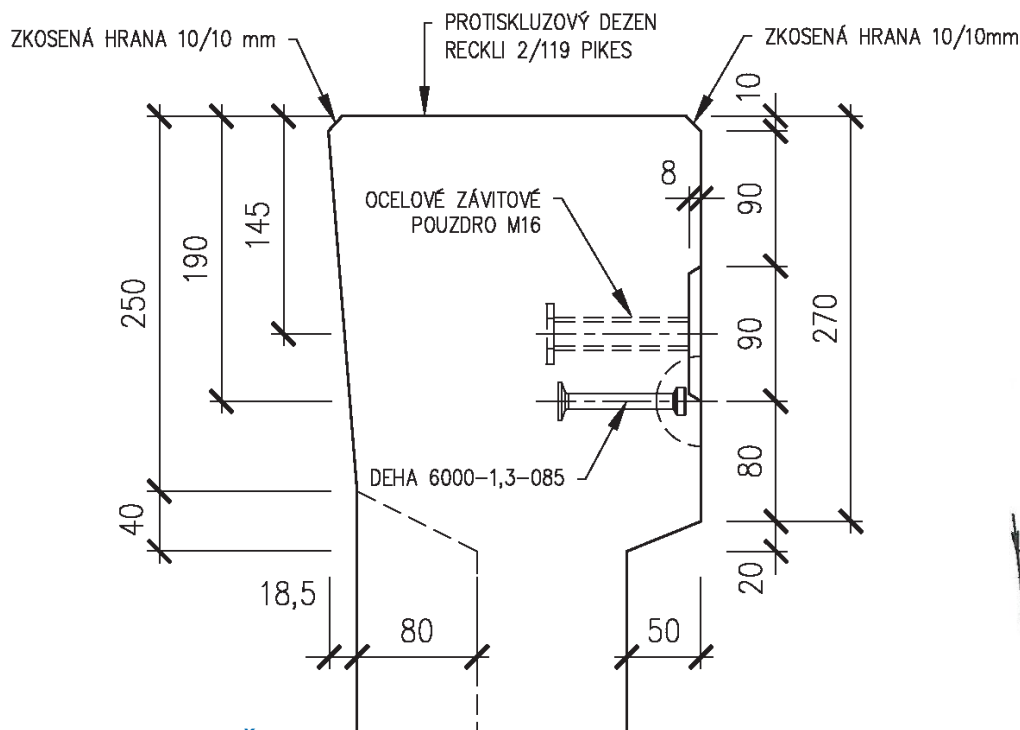 PROTISKLUZOVÝ DEZEN
RECKLI 2/119 PIKES
ZKOSENÁ HRANA 10/10 mm
ZKOSENÁ HRANA 10/10mm
10
8
90
OCELOVÉ ZÁVITOVÉ
POUZDRO M16
145
190
250
90
270
DEHA 6000-1,3-085
80
40
20
18,5
80
50